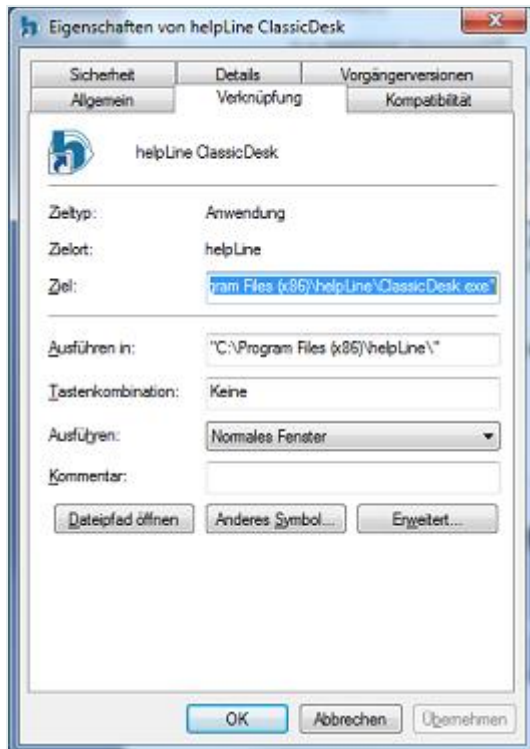 Eigenschaften von helpLine ClassicDesk
Sicherheit Details Vorgängerversionen
Allgemein Verknüpfung Kompatibilität
helpLine ClassicDesk
Zieltyp: Anwendung
Zielort: helpLine
Ziel: gram Files (x86)\helpLine\ClassicDesk.exe"
Ausführen in: "C:\Program Files (x86)\helpLine\"
Tastenkombination: Keine
Ausführen: Normales Fenster
Kommentar:
Dateipfad öffnen Anderes Symbol... Erweitert...
OK Abbrechen Übernehmen